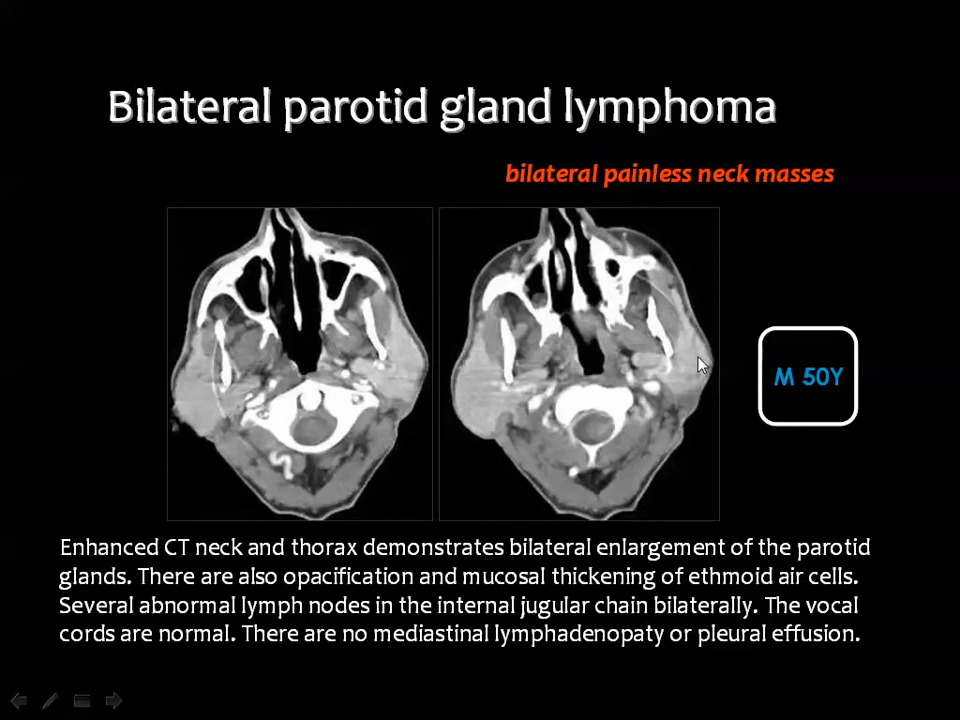 Bilateral parotid gland lymphoma
bilateral painless neck masses
M 50Y
Enhanced CT neck and thorax demonstrates bilateral enlargement of the parotid
glands. There are also opacification and mucosal thickening of ethmoid air cells.
Several abnormal lymph nodes in the internal jugular chain bilaterally. The vocal
cords are normal. There are no mediastinal lymphadenopaty or pleural effusion.